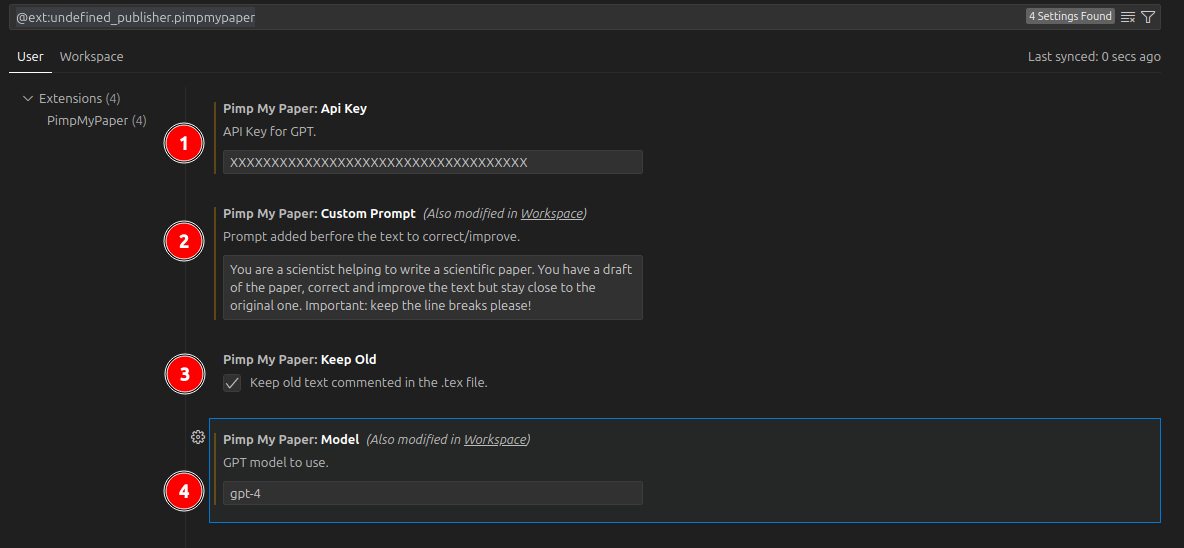 @ext:undefined_publisher.pimpmypaper
4 Settings Found
User Workspace
Last synced: 0 secs ago
Extensions (4)
PimpMyPaper (4)
1
Pimp My Paper: Api Key
API Key for GPT.
XXXXXXXXXXXXXXXXXXXXXXXXXXXXXXXXXXXX
2
Pimp My Paper: Custom Prompt (Also modified in Workspace)
Prompt added berfore the text to correct/improve.
You are a scientist helping to write a scientific paper. You have a draft
of the paper, correct and improve the text but stay close to the
original one. Important: keep the line breaks please!
3
Pimp My Paper: Keep Old
Keep old text commented in the .tex file.
Pimp My Paper: Model (Also modified in Workspace)
GPT model to use.
4
gpt-4